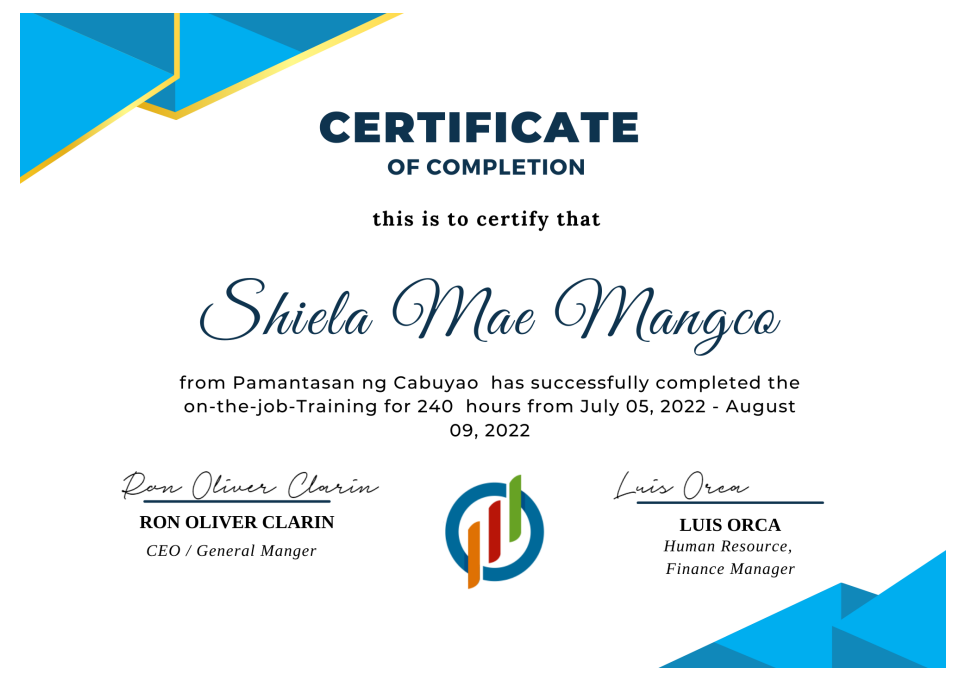 CERTIFICATE
OF COMPLETION
this is to certify that
Shiela Mae Mangco
from Pamantasan ng Cabuyao has successfully completed the
on-the-job-Training for 240 hours from July 05, 2022 - August
09, 2022
Ron Oliver Clarin
RON OLIVER CLARIN
CEO / General Manger
Luis Orca
LUIS ORCA
Human Resource,
Finance Manager